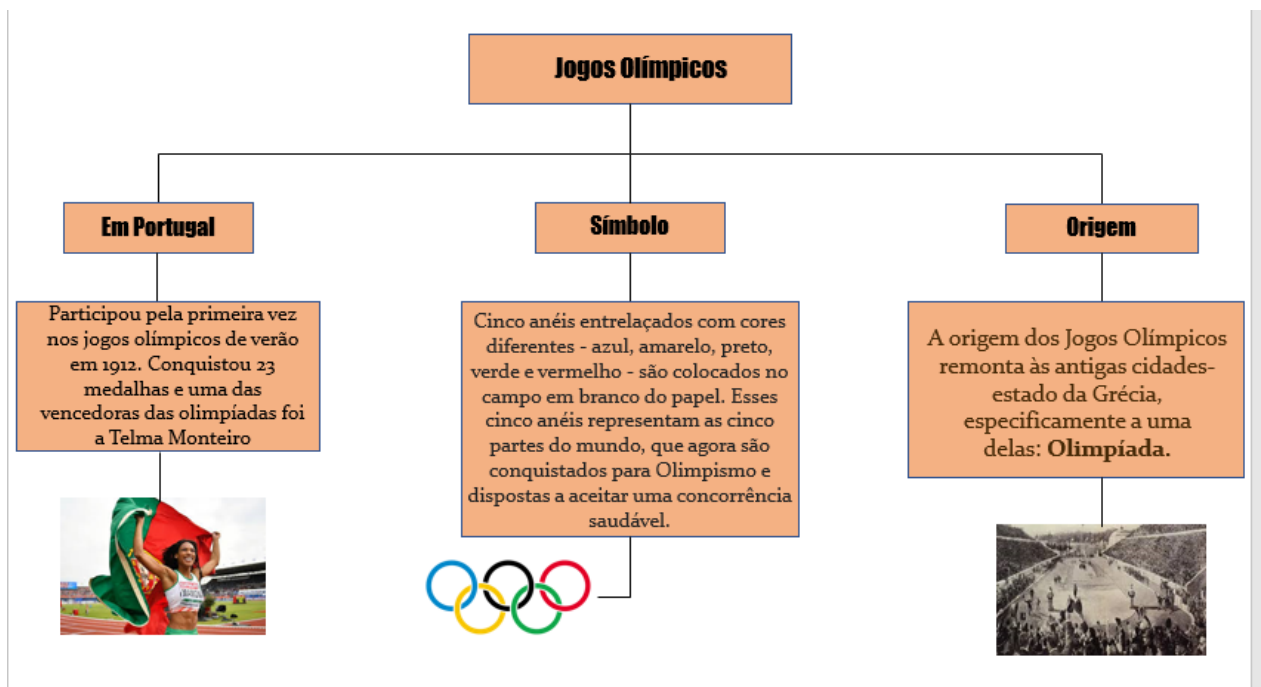 Jogos Olímpicos
Em Portugal
Participou pela primeira vez
nos jogos olímpicos de verão
em 1912. Conquistou 23
medalhas e uma das
vencedoras das olimpíadas foi
a Telma Monteiro
Símbolo
Cinco anéis entrelaçados com cores
diferentes - azul, amarelo, preto,
verde e vermelho - são colocados no
campo em branco do papel. Esses
cinco anéis representam as cinco
partes do mundo, que agora são
conquistados para Olimpismo e
dispostas a aceitar uma concorrência
saudável.
Origem
A origem dos Jogos Olímpicos
remonta às antigas cidades-
estado da Grécia,
especificamente a uma
delas: Olimpíada.